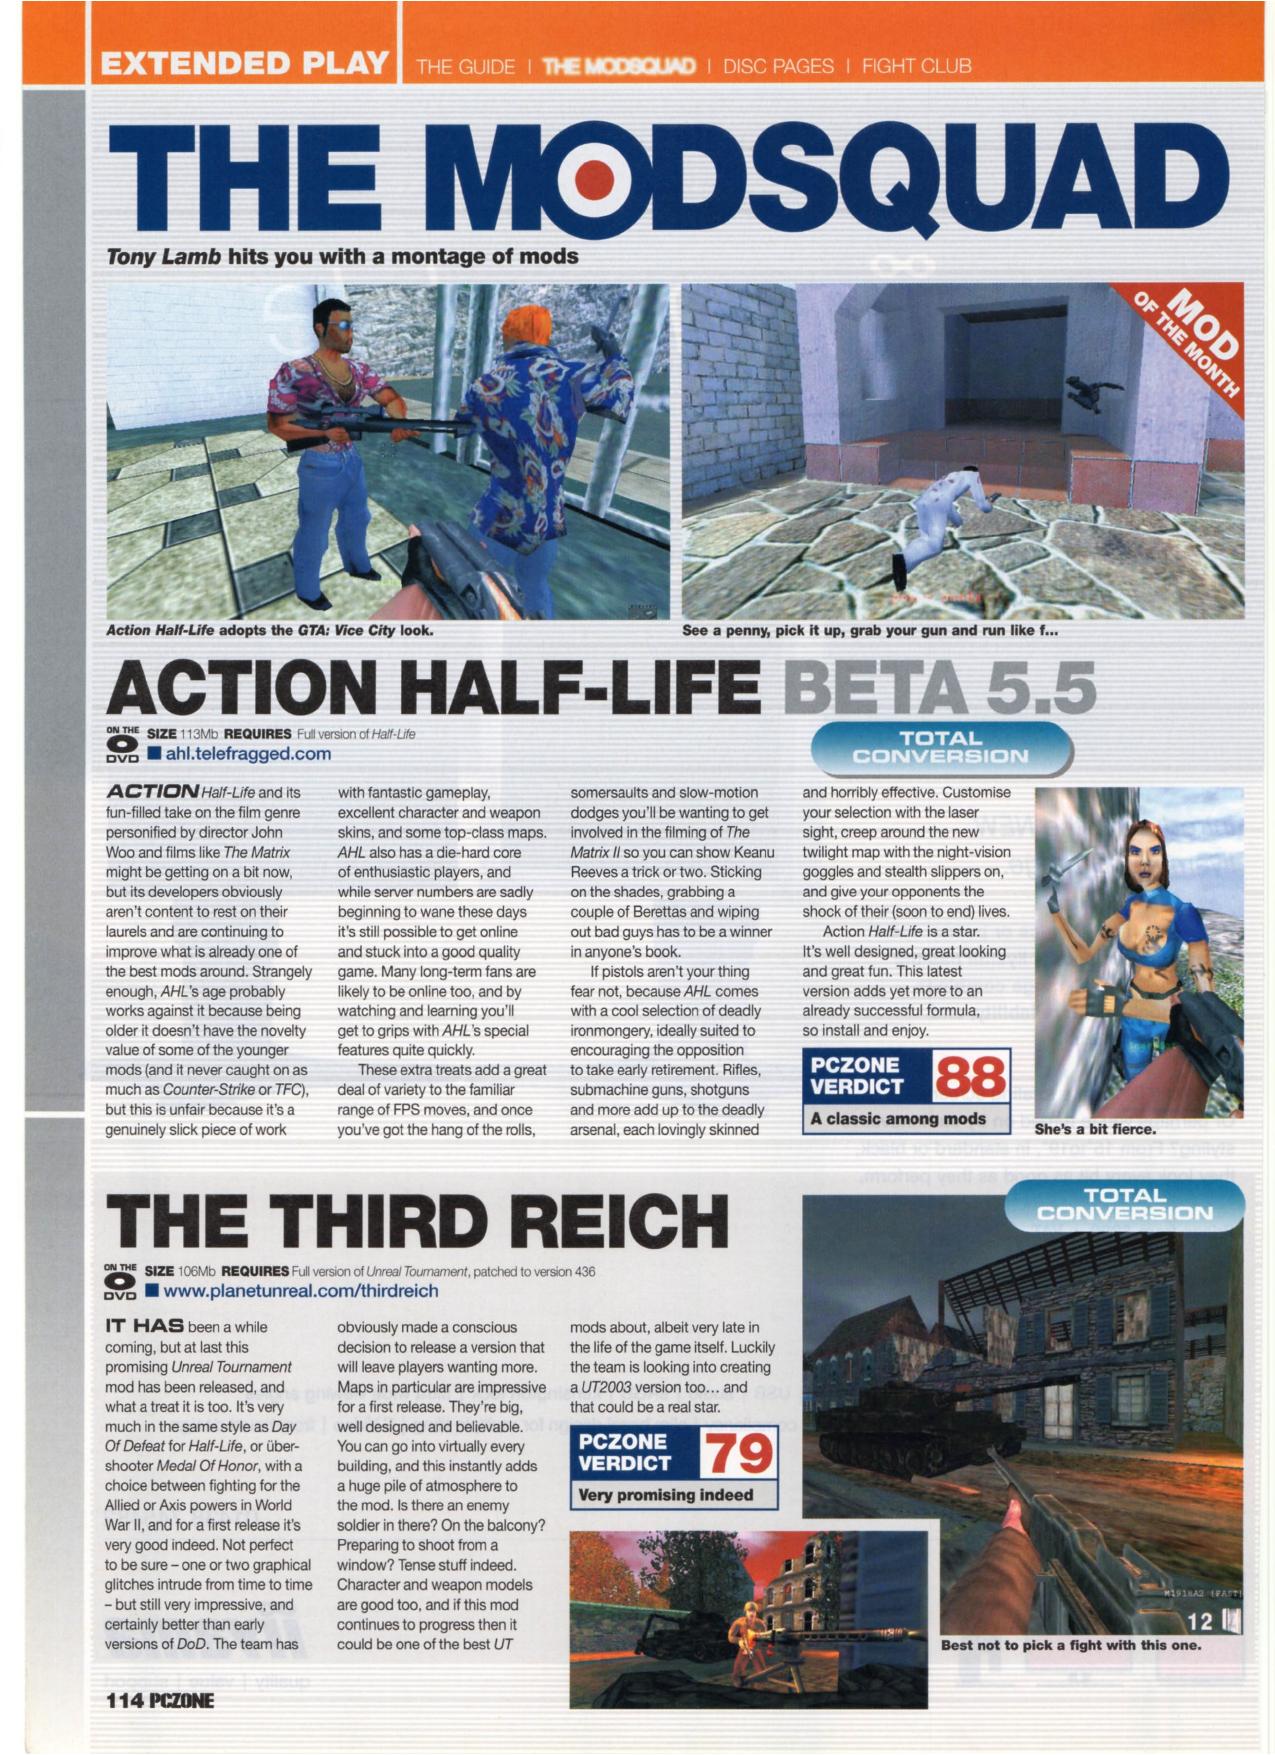 EXTENDED PLAY
THE GUIDE | THE MODSQUAD | DISC PAGES | FIGHT CLUB
THE MODSQUAD
Tony Lamb hits you with a montage of mods
MOD
OF THE MONTH
Action Half-Life adopts the GTA: Vice City look.
See a penny, pick it up, grab your gun and run like f...
ACTION HALF-LIFE BETA 5.5
ON THE
DVD
SIZE 113Mb REQUIRES Full version of Half-Life
ahl.telefragged.com
TOTAL
CONVERSION
ACTION Half-Life and its
fun-filled take on the film genre
personified by director John
Woo and films like The Matrix
might be getting on a bit now,
but its developers obviously
aren't content to rest on their
laurels and are continuing to
improve what is already one of
the best mods around. Strangely
enough, AHL's age probably
works against it because being
older it doesn't have the novelty
value of some of the younger
mods (and it never caught on as
much as Counter-Strike or TFC),
but this is unfair because it's a
genuinely slick piece of work
with fantastic gameplay,
excellent character and weapon
skins, and some top-class maps.
AHL also has a die-hard core
of enthusiastic players, and
while server numbers are sadly
beginning to wane these days
it's still possible to get online
and stuck into a good quality
game. Many long-term fans are
likely to be online too, and by
watching and learning you'll
get to grips with AHL's special
features quite quickly.
These extra treats add a great
deal of variety to the familiar
range of FPS moves, and once
you've got the hang of the rolls,
somersaults and slow-motion
dodges you'll be wanting to get
involved in the filming of The
Matrix II so you can show Keanu
Reeves a trick or two. Sticking
on the shades, grabbing a
couple of Berettas and wiping
out bad guys has to be a winner
in anyone's book.
If pistols aren't your thing
fear not, because AHL comes
with a cool selection of deadly
ironmongery, ideally suited to
encouraging the opposition
to take early retirement. Rifles,
submachine guns, shotguns
and more add up to the deadly
arsenal, each lovingly skinned
and horribly effective. Customise
your selection with the laser
sight, creep around the new
twilight map with the night-vision
goggles and stealth slippers on,
and give your opponents the
shock of their (soon to end) lives.
Action Half-Life is a star.
It's well designed, great looking
and great fun. This latest
version adds yet more to an
already successful formula,
so install and enjoy.
PCZONE
VERDICT 88
A classic among mods
She's a bit fierce.
THE THIRD REICH
ON THE
DVD
SIZE 106Mb REQUIRES Full version of Unreal Tournament, patched to version 436
www.planetunreal.com/thirdreich
TOTAL
CONVERSION
IT HAS been a while
coming, but at last this
promising Unreal Tournament
mod has been released, and
what a treat it is too. It's very
much in the same style as Day
Of Defeat for Half-Life, or über-
shooter Medal Of Honor, with a
choice between fighting for the
Allied or Axis powers in World
War II, and for a first release it's
very good indeed. Not perfect
to be sure – one or two graphical
glitches intrude from time to time
– but still very impressive, and
certainly better than early
versions of DoD. The team has
obviously made a conscious
decision to release a version that
will leave players wanting more.
Maps in particular are impressive
for a first release. They're big,
well designed and believable.
You can go into virtually every
building, and this instantly adds
a huge pile of atmosphere to
the mod. Is there an enemy
soldier in there? On the balcony?
Preparing to shoot from a
window? Tense stuff indeed.
Character and weapon models
are good too, and if this mod
continues to progress then it
could be one of the best UT
mods about, albeit very late in
the life of the game itself. Luckily
the team is looking into creating
a UT2003 version too... and
that could be a real star.
PCZONE
VERDICT 79
Very promising indeed
M1918A2 (FAST)
12
Best not to pick a fight with this one.
114 PCZONE